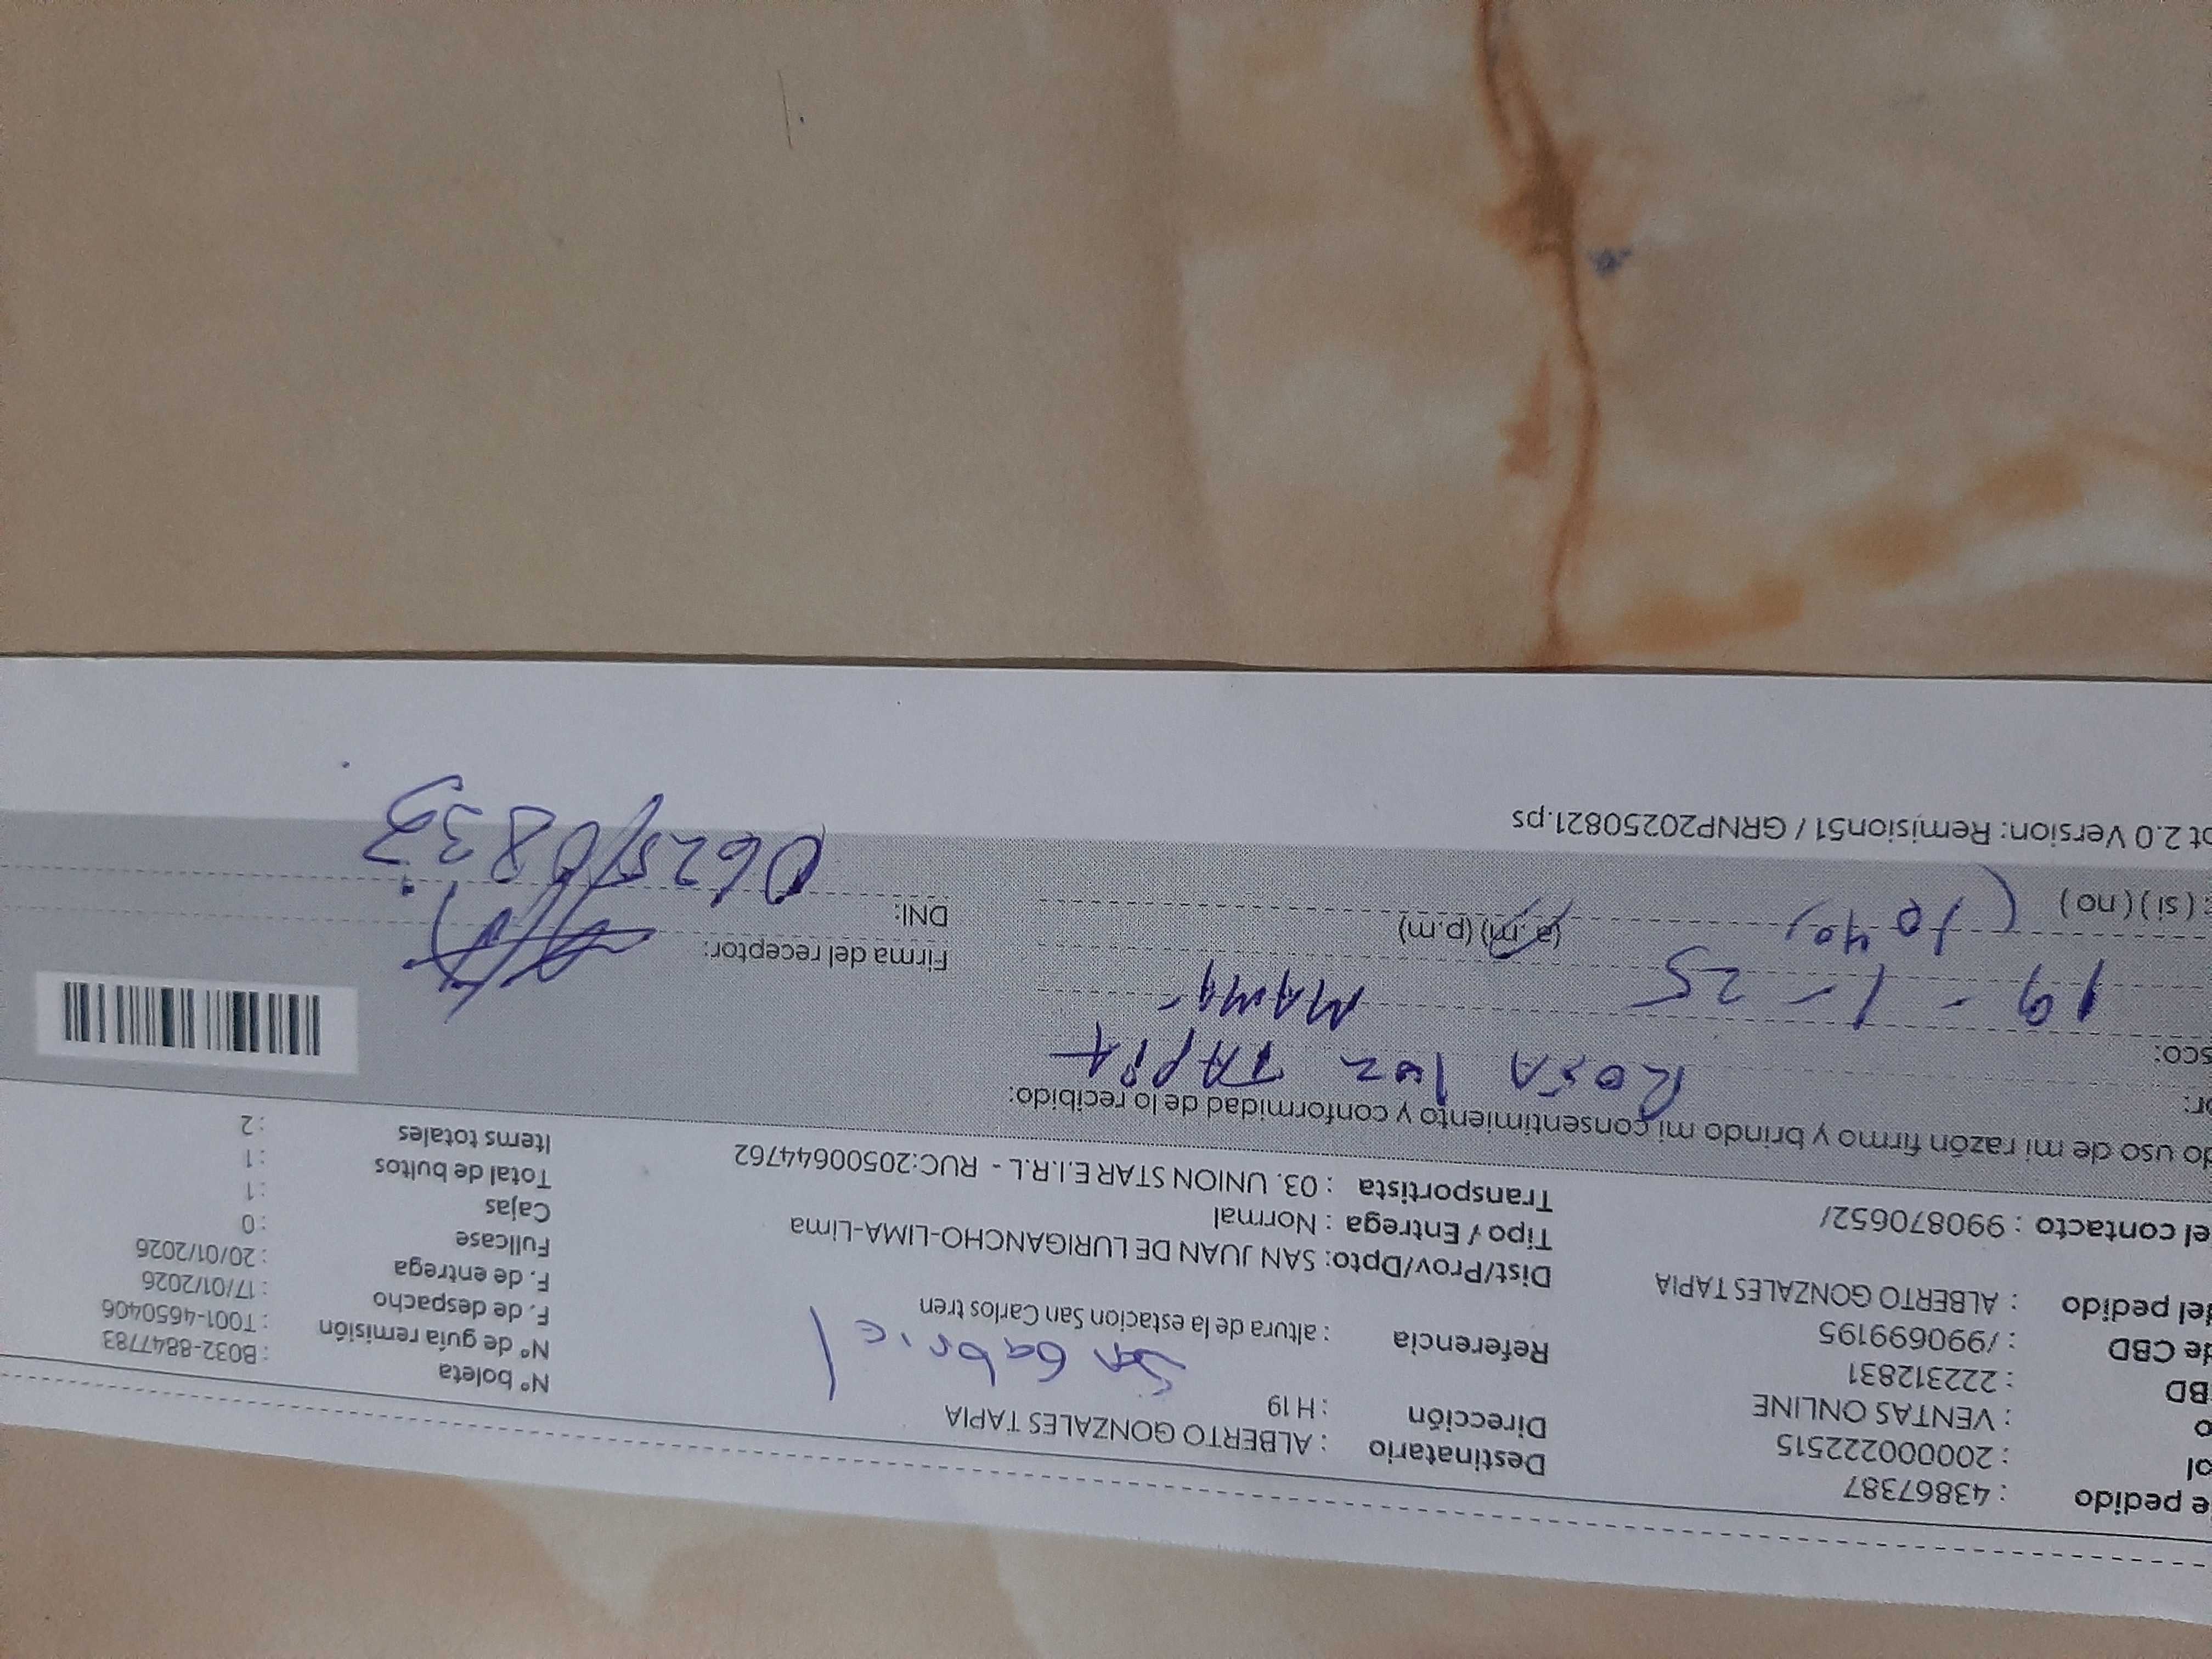 e pedido : 43867387
ol : 20000222515
o : VENTAS ONLINE
BD : 222312831
de CBD : /990699195
del pedido : ALBERTO GONZALES TAPIA
el contacto : 990870652/
Destinatario : ALBERTO GONZALES TAPIA
Dirección : H 19
San Gabriel
Referencia : altura de la estacion San Carlos tren
Dist/Prov/Dpto: SAN JUAN DE LURIGANCHO-LIMA-Lima
Tipo / Entrega : Normal
Transportista : 03. UNION STAR E.I.R.L - RUC:20500644762
N° boleta : B032-8847783
N° de guía remisión : T001-4650406
F. de despacho : 17/01/2026
F. de entrega : 20/01/2026
Fullcase : 0
Cajas : 1
Total de bultos : 1
Items totales : 2
do uso de mi razón firmo y brindo mi consentimiento y conformidad de lo recibido:
or: ROSA luz TAPIA
sco: MAMA
19 - 1 - 25
10 40 (a.m) (p.m)
: (si) (no)
Firma del receptor:
DNI: 06250833
pt 2.0 Version: Remision51 / GRNP20250821.ps